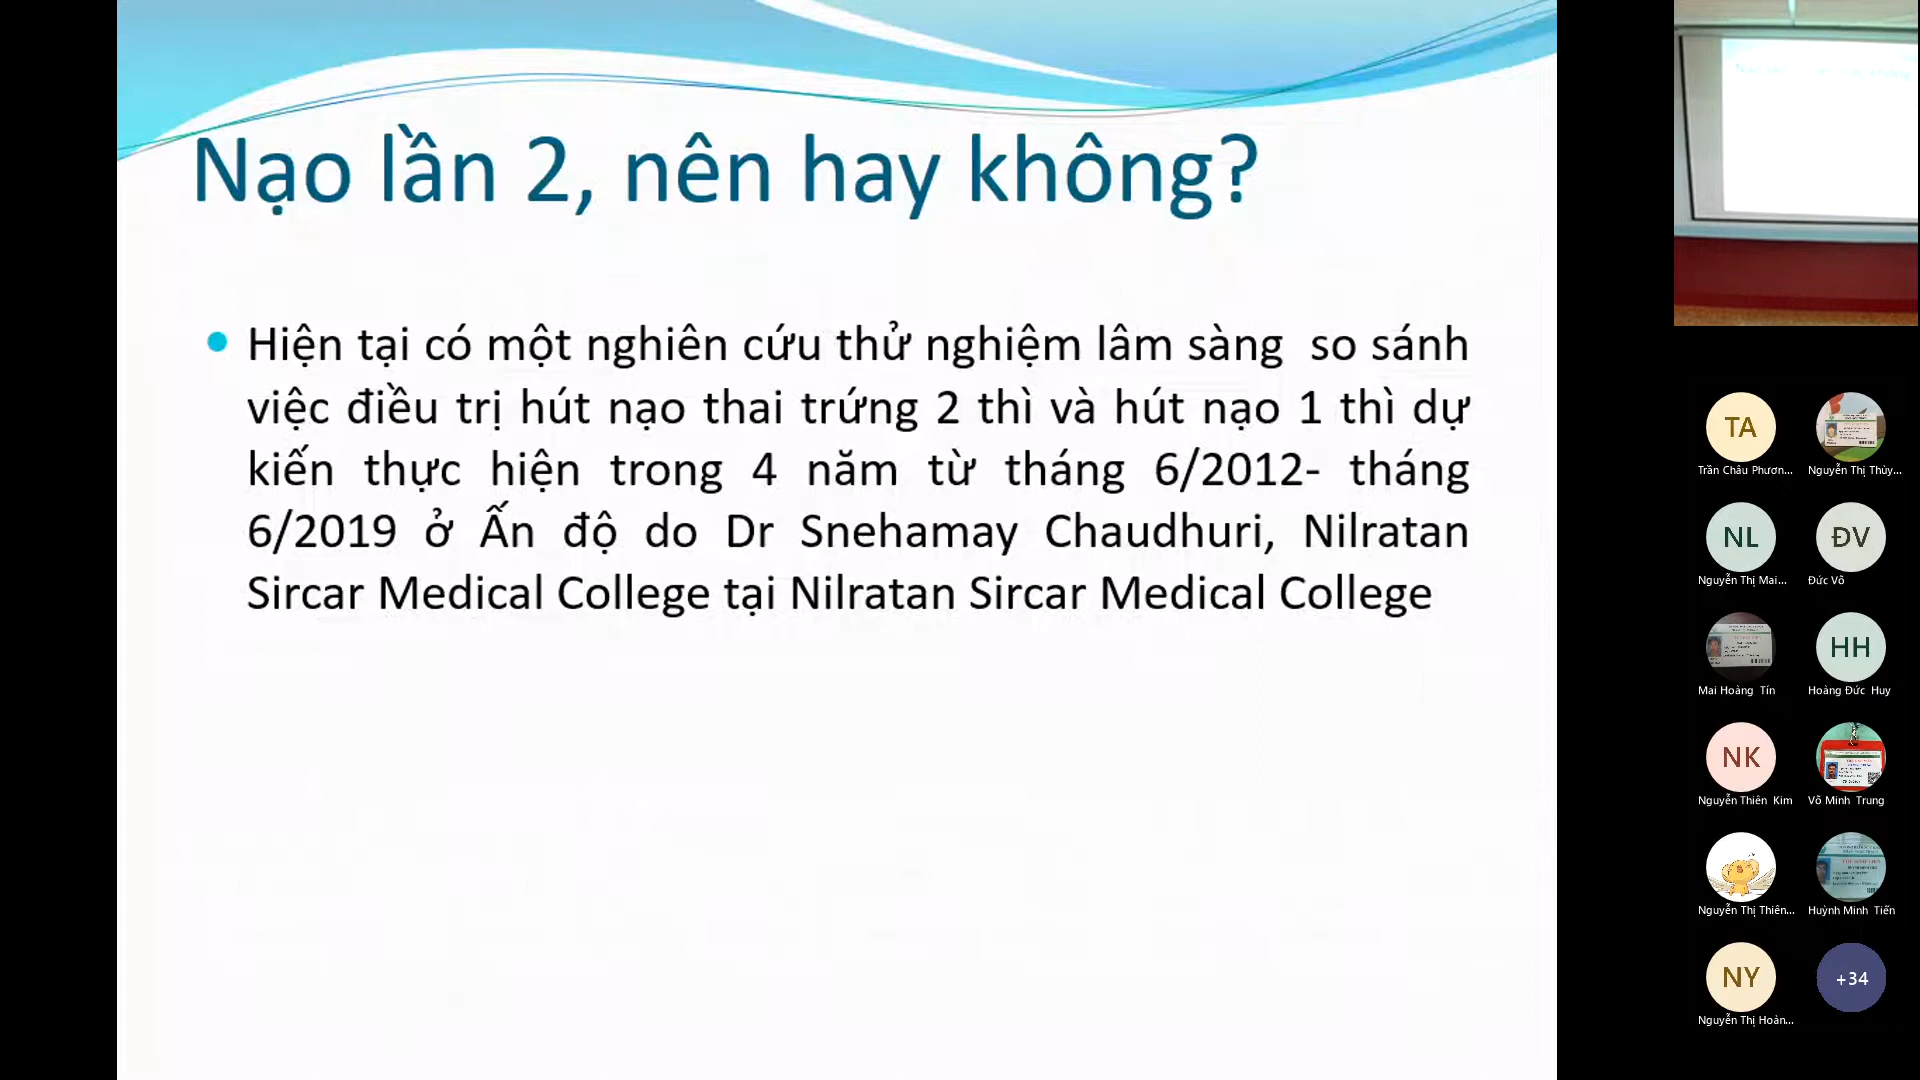 Nạo lần 2, nên hay không?
Hiện tại có một nghiên cứu thử nghiệm lâm sàng so sánh
việc điều trị hút nạo thai trứng 2 thì và hút nạo 1 thì dự
kiến thực hiện trong 4 năm từ tháng 6/2012- tháng
6/2019 ở Ấn độ do Dr Snehamay Chaudhuri, Nilratan
Sircar Medical College tại Nilratan Sircar Medical College
TA
Trần Châu Phươn...
Nguyễn Thị Thùy...
NL
ĐV
Nguyễn Thị Mai...
Đức Võ
HH
Mai Hoàng Tín
Hoàng Đức Huy
NK
Nguyễn Thiên Kim
Võ Minh Trung
Nguyễn Thị Thiên...
Huỳnh Minh Tiến
NY
+34
Nguyễn Thị Hoàn...